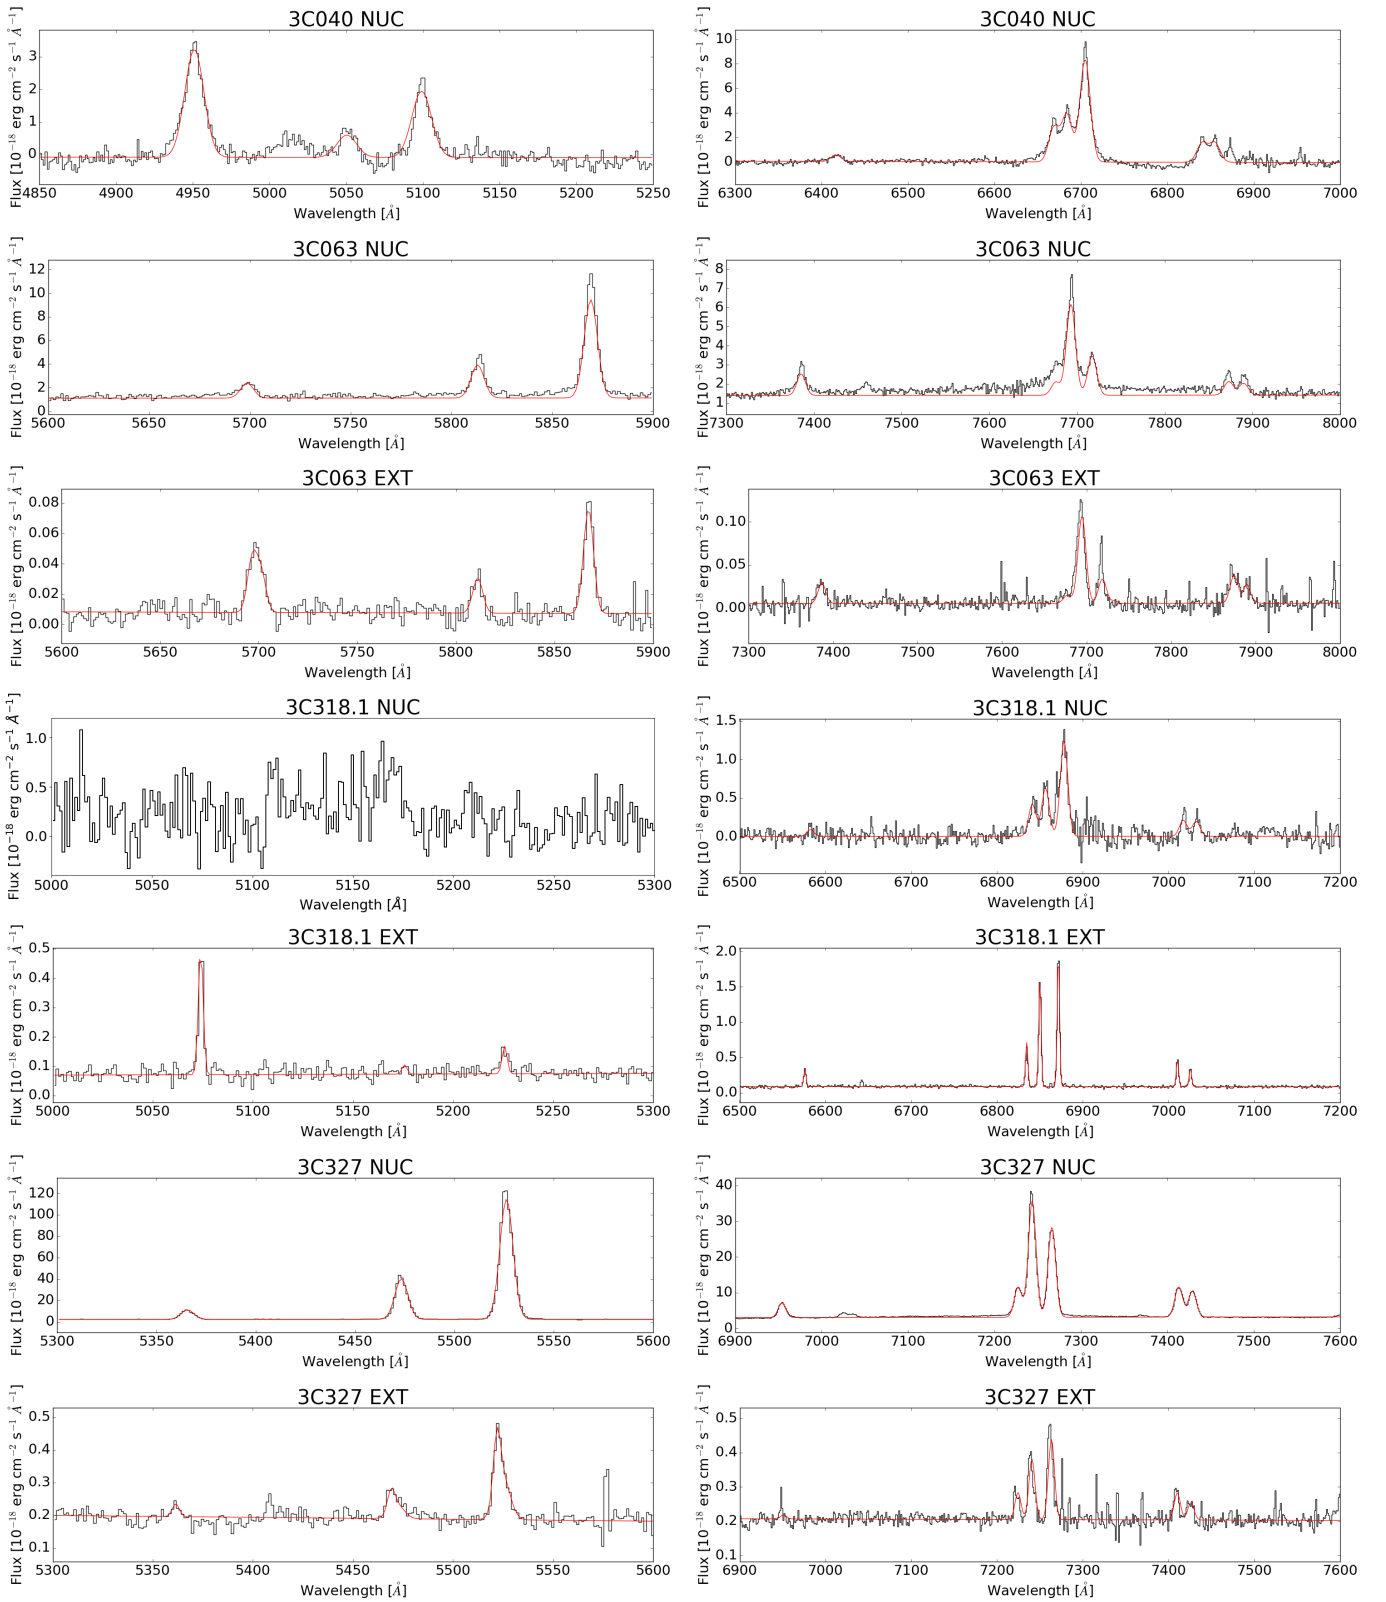 3C040 NUC
Flux [10⁻¹⁸ erg cm⁻² s⁻¹ Å⁻¹]
3
2
1
0
4850 4900 4950 5000 5050 5100 5150 5200 5250
Wavelength [Å]
3C040 NUC
Flux [10⁻¹⁸ erg cm⁻² s⁻¹ Å⁻¹]
10
8
6
4
2
0
6300 6400 6500 6600 6700 6800 6900 7000
Wavelength [Å]
3C063 NUC
Flux [10⁻¹⁸ erg cm⁻² s⁻¹ Å⁻¹]
12
10
8
6
4
2
0
5600 5650 5700 5750 5800 5850 5900
Wavelength [Å]
3C063 NUC
Flux [10⁻¹⁸ erg cm⁻² s⁻¹ Å⁻¹]
8
7
6
5
4
3
2
1
7300 7400 7500 7600 7700 7800 7900 8000
Wavelength [Å]
3C063 EXT
Flux [10⁻¹⁸ erg cm⁻² s⁻¹ Å⁻¹]
0.08
0.06
0.04
0.02
0.00
5600 5650 5700 5750 5800 5850 5900
Wavelength [Å]
3C063 EXT
Flux [10⁻¹⁸ erg cm⁻² s⁻¹ Å⁻¹]
0.10
0.05
0.00
7300 7400 7500 7600 7700 7800 7900 8000
Wavelength [Å]
3C318.1 NUC
Flux [10⁻¹⁸ erg cm⁻² s⁻¹ Å⁻¹]
1.0
0.5
0.0
5000 5050 5100 5150 5200 5250 5300
Wavelength [Å]
3C318.1 NUC
Flux [10⁻¹⁸ erg cm⁻² s⁻¹ Å⁻¹]
1.5
1.0
0.5
0.0
6500 6600 6700 6800 6900 7000 7100 7200
Wavelength [Å]
3C318.1 EXT
Flux [10⁻¹⁸ erg cm⁻² s⁻¹ Å⁻¹]
0.5
0.4
0.3
0.2
0.1
0.0
5000 5050 5100 5150 5200 5250 5300
Wavelength [Å]
3C318.1 EXT
Flux [10⁻¹⁸ erg cm⁻² s⁻¹ Å⁻¹]
2.0
1.5
1.0
0.5
0.0
6500 6600 6700 6800 6900 7000 7100 7200
Wavelength [Å]
3C327 NUC
Flux [10⁻¹⁸ erg cm⁻² s⁻¹ Å⁻¹]
120
100
80
60
40
20
0
5300 5350 5400 5450 5500 5550 5600
Wavelength [Å]
3C327 NUC
Flux [10⁻¹⁸ erg cm⁻² s⁻¹ Å⁻¹]
40
30
20
10
0
6900 7000 7100 7200 7300 7400 7500 7600
Wavelength [Å]
3C327 EXT
Flux [10⁻¹⁸ erg cm⁻² s⁻¹ Å⁻¹]
0.5
0.4
0.3
0.2
0.1
5300 5350 5400 5450 5500 5550 5600
Wavelength [Å]
3C327 EXT
Flux [10⁻¹⁸ erg cm⁻² s⁻¹ Å⁻¹]
0.5
0.4
0.3
0.2
0.1
6900 7000 7100 7200 7300 7400 7500 7600
Wavelength [Å]